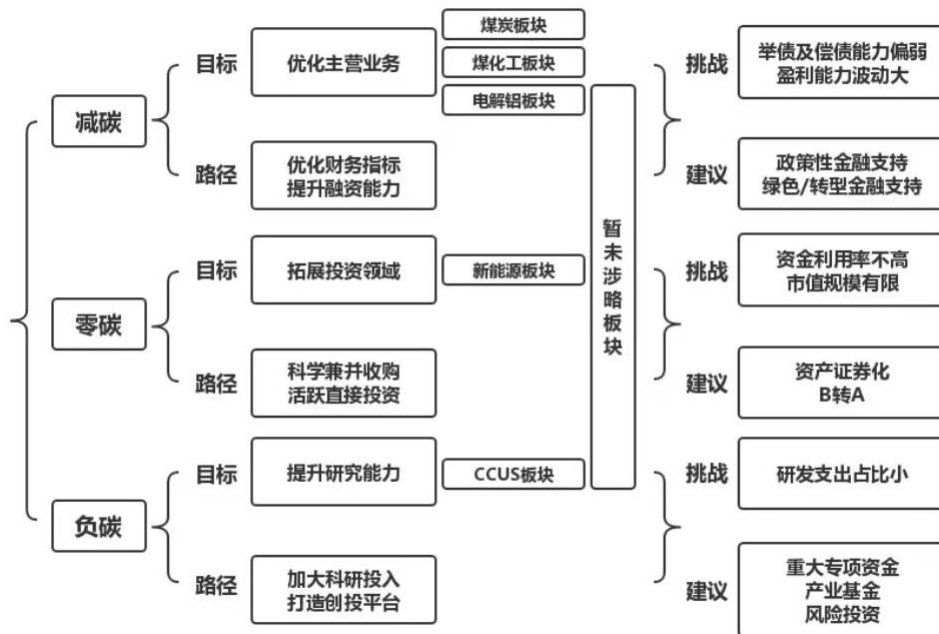 减碳
目标
优化主营业务
煤炭板块
煤化工板块
电解铝板块
路径
优化财务指标
提升融资能力
挑战
举债及偿债能力偏弱
盈利能力波动大
建议
政策性金融支持
绿色/转型金融支持
零碳
目标
拓展投资领域
新能源板块
路径
科学兼并收购
活跃直接投资
暂未涉略板块
挑战
资金利用率不高
市值规模有限
建议
资产证券化
B转A
负碳
目标
提升研究能力
CCUS板块
路径
加大科研投入
打造创投平台
挑战
研发支出占比小
建议
重大专项资金
产业基金
风险投资